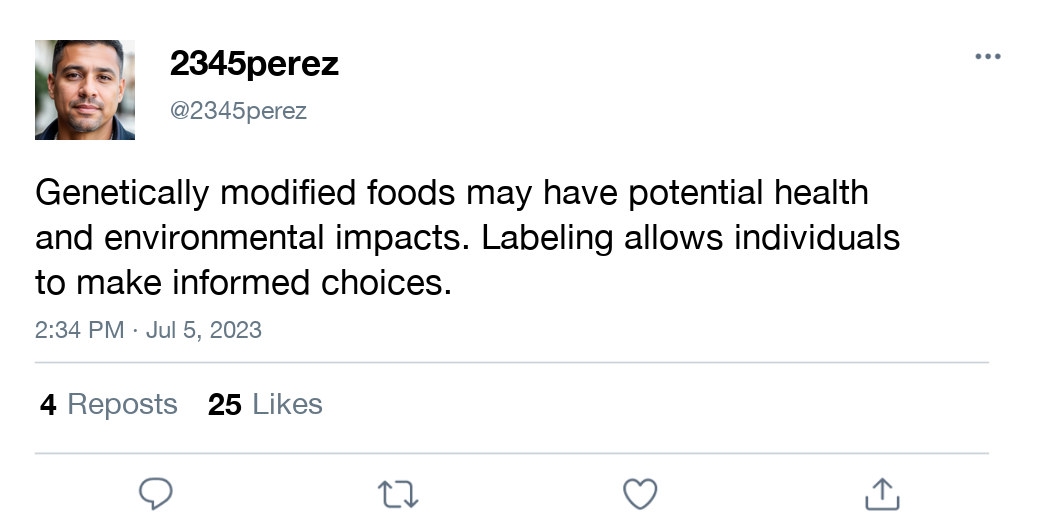 2345perez
@2345perez
Genetically modified foods may have potential health
and environmental impacts. Labeling allows individuals
to make informed choices.
2:34 PM · Jul 5, 2023
4 Reposts 25 Likes